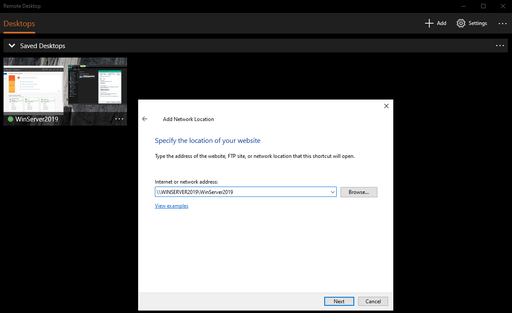 Remote Desktop
Desktops
Add
Settings
Saved Desktops
WinServer2019
Add Network Location
Specify the location of your website
Type the address of the website, FTP site, or network location that this shortcut will open.
Internet or network address:
\\WINSERVER2019\WinServer2019
Browse...
View examples
Next
Cancel